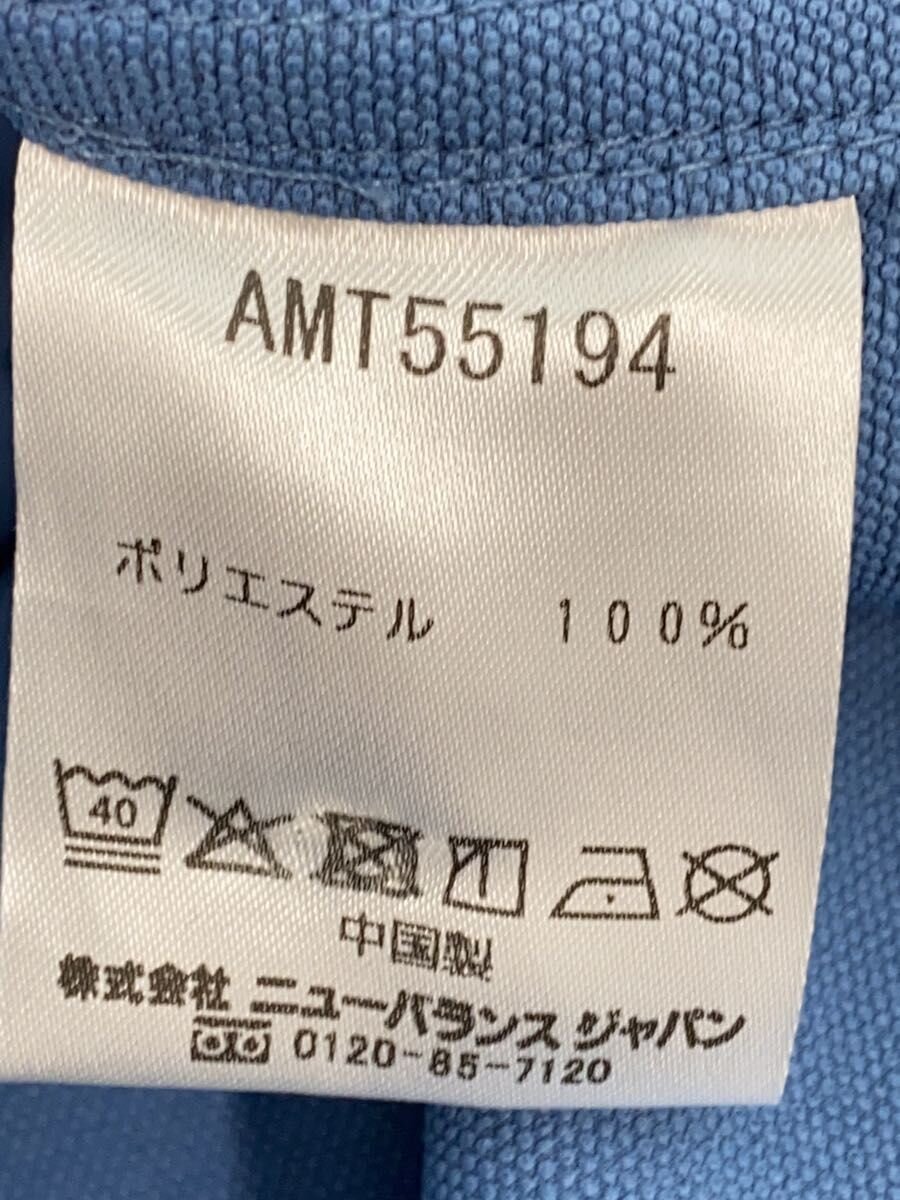 AMT55194
ポリエステル 100%
40
中国製
株式会社 ニューバランス ジャパン
0120-85-7120